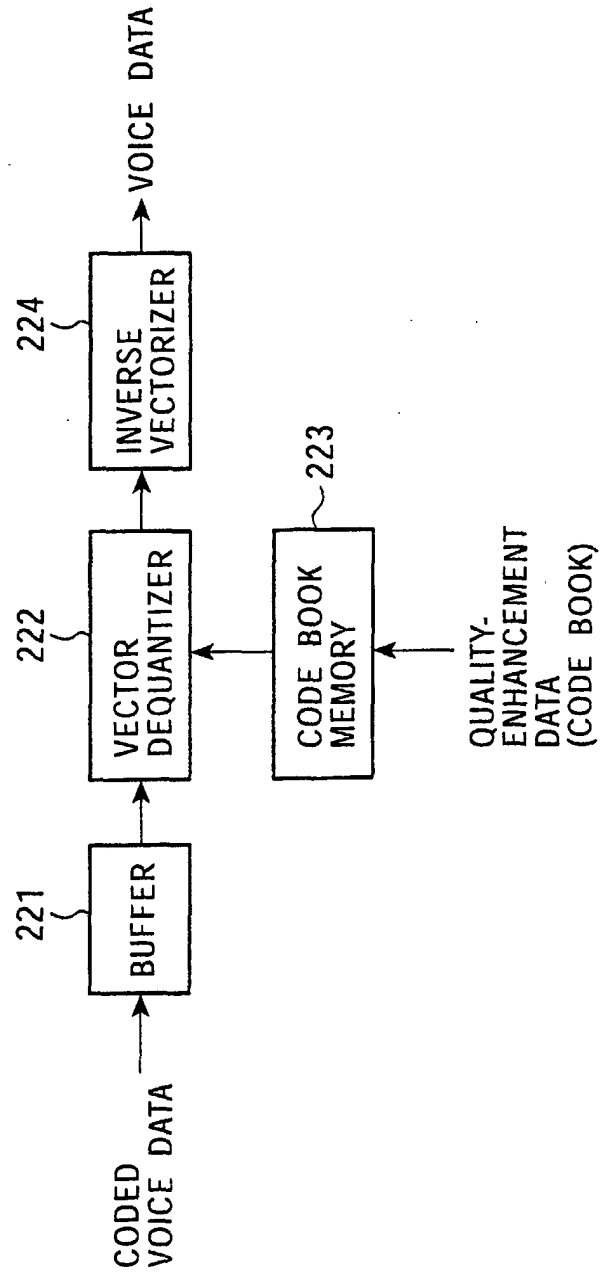 CODED
VOICE DATA
221
BUFFER
222
VECTOR
DEQUANTIZER
224
INVERSE
VECTORIZER
VOICE DATA
CODE BOOK
MEMORY
223
QUALITY-
ENHANCEMENT
DATA
(CODE BOOK)